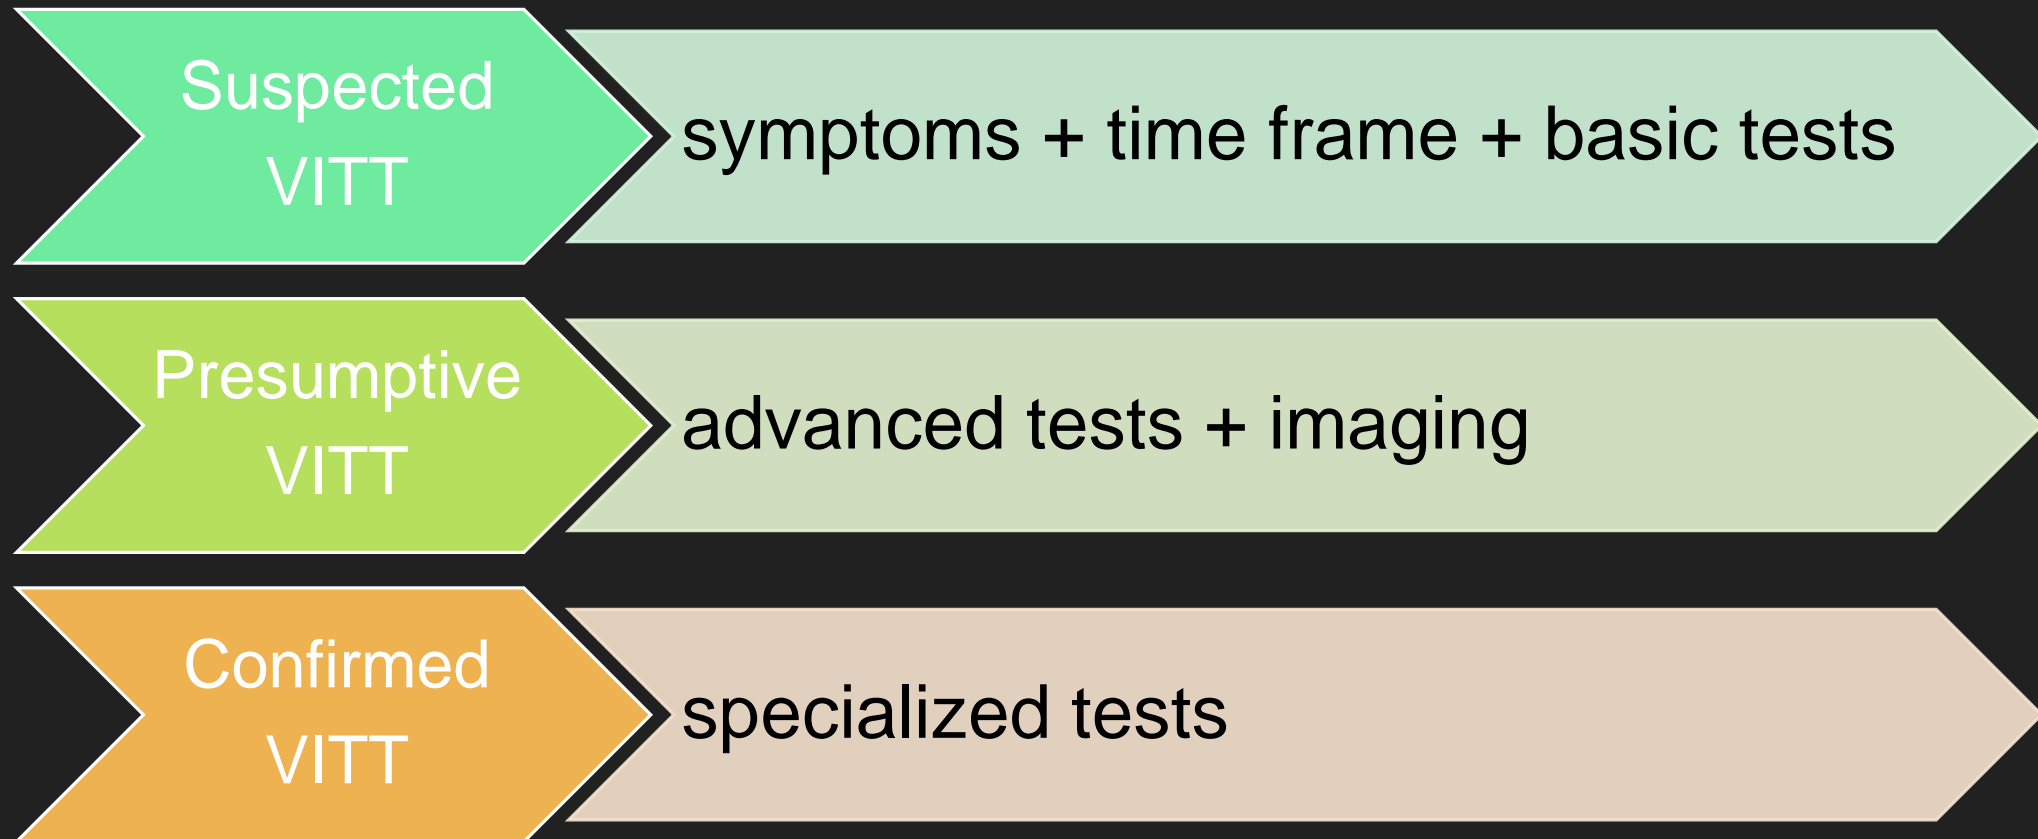 Suspected
VITT
symptoms + time frame + basic tests
Presumptive
VITT
advanced tests + imaging
Confirmed
VITT
specialized tests